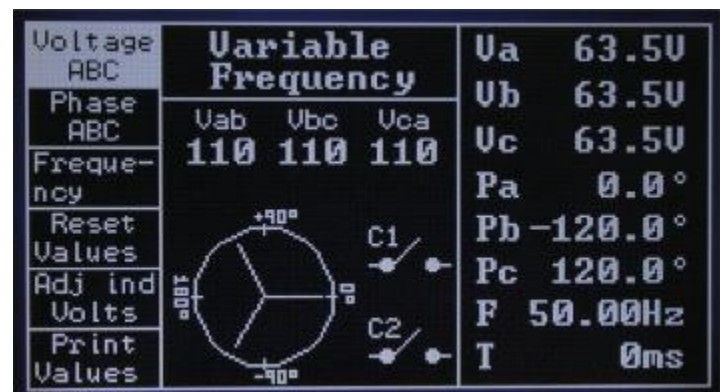 Voltage
ABC
Phase
ABC
Freque-
ncy
Reset
Values
Adj ind
Volts
Print
Values
Variable
Frequency
Vab Vbc Vca
110 110 110
+90°
180°
0°
-90°
C1
C2
Va 63.5V
Vb 63.5V
Vc 63.5V
Pa 0.0°
Pb -120.0°
Pc 120.0°
F 50.00Hz
T 0ms